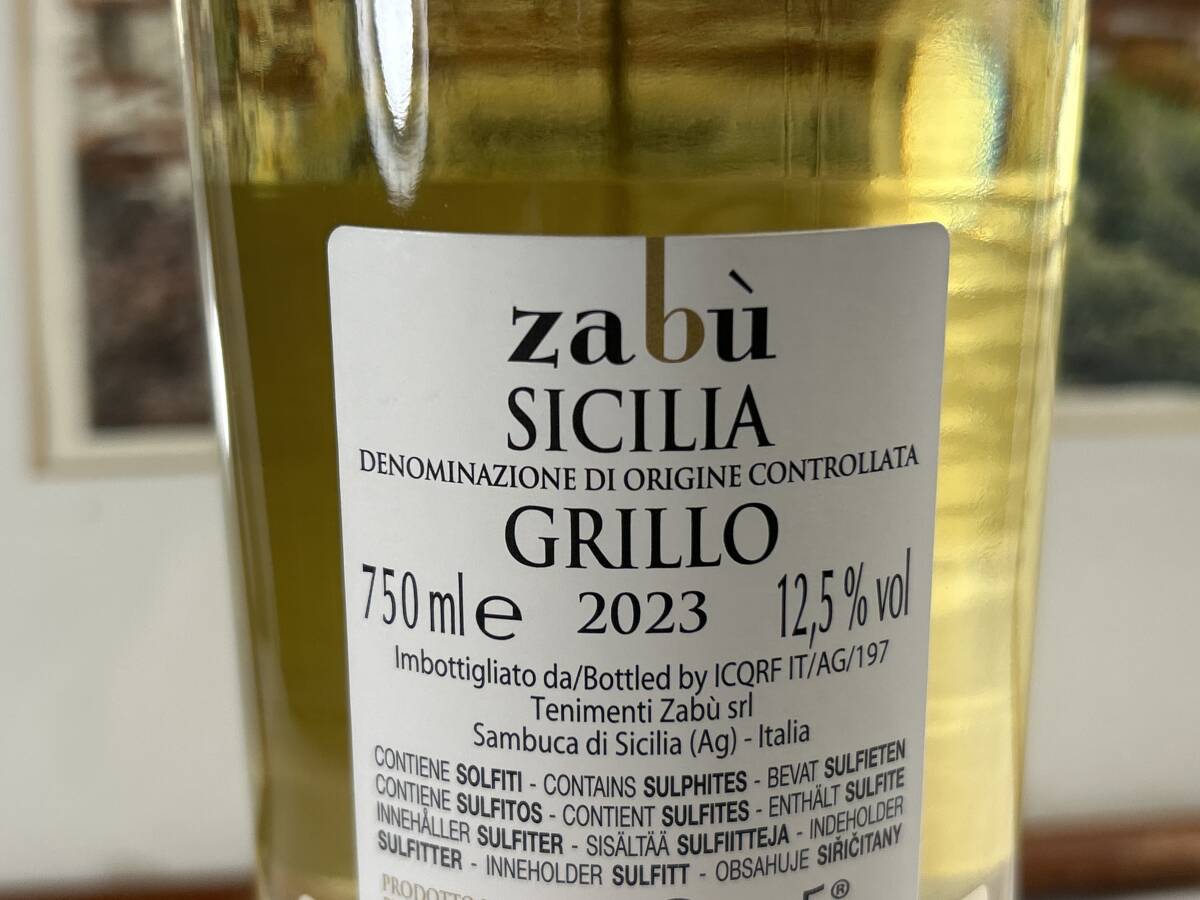 zabù
SICILIA
DENOMINAZIONE DI ORIGINE CONTROLLATA
GRILLO
750 ml e 2023 12,5 % vol
Imbottigliato da/Bottled by ICQRF IT/AG/197
Tenimenti Zabù srl
Sambuca di Sicilia (Ag) - Italia
CONTIENE SOLFITI - CONTAINS SULPHITES - BEVAT SULFIETEN
CONTIENE SULFITOS - CONTIENT SULFITES - ENTHÄLT SULFITE
INNEHÅLLER SULFITER - SISÄLTÄÄ SULFIITTEJA - INDEHOLDER
SULFITTER - INNEHOLDER SULFITT - OBSAHUJE SIŘIČITANY
PRODOTTO